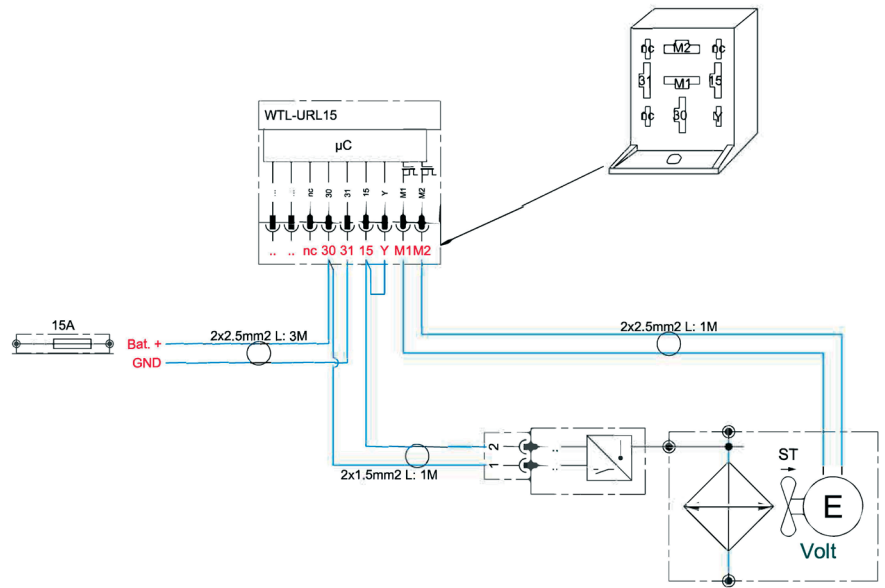 nc M2 nc
31 M1 15
nc 30 Y
WTL-URL15
µC
.. .. nc 30 31 15 Y M1 M2
.. .. nc 30 31 15 Y M1 M2
15A
Bat. +
GND
2x2.5mm2 L: 3M
2x2.5mm2 L: 1M
2 ..
1 ..
2x1.5mm2 L: 1M
ST
E
Volt